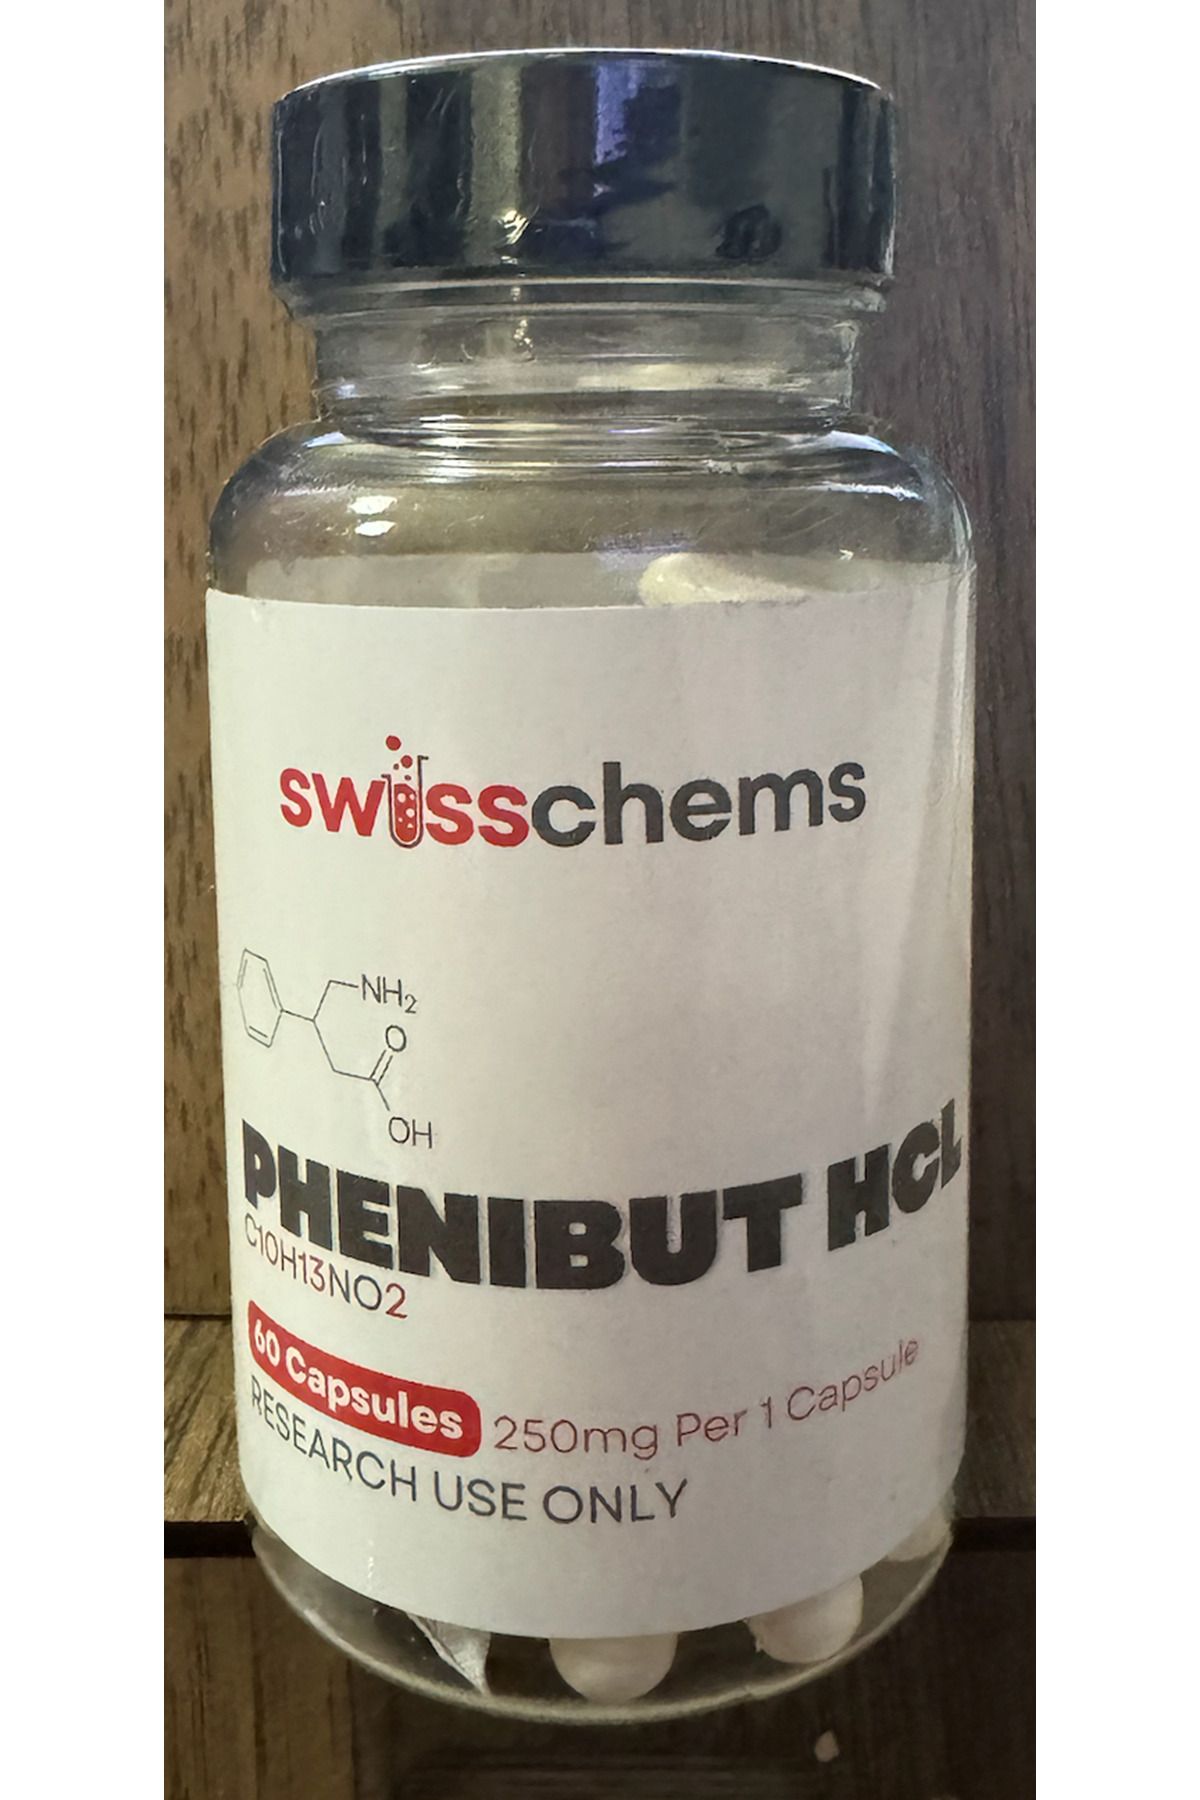 swisschems
NH2
O
OH
PHENIBUT HCL
C10H13NO2
60 Capsules 250mg Per 1 Capsule
RESEARCH USE ONLY